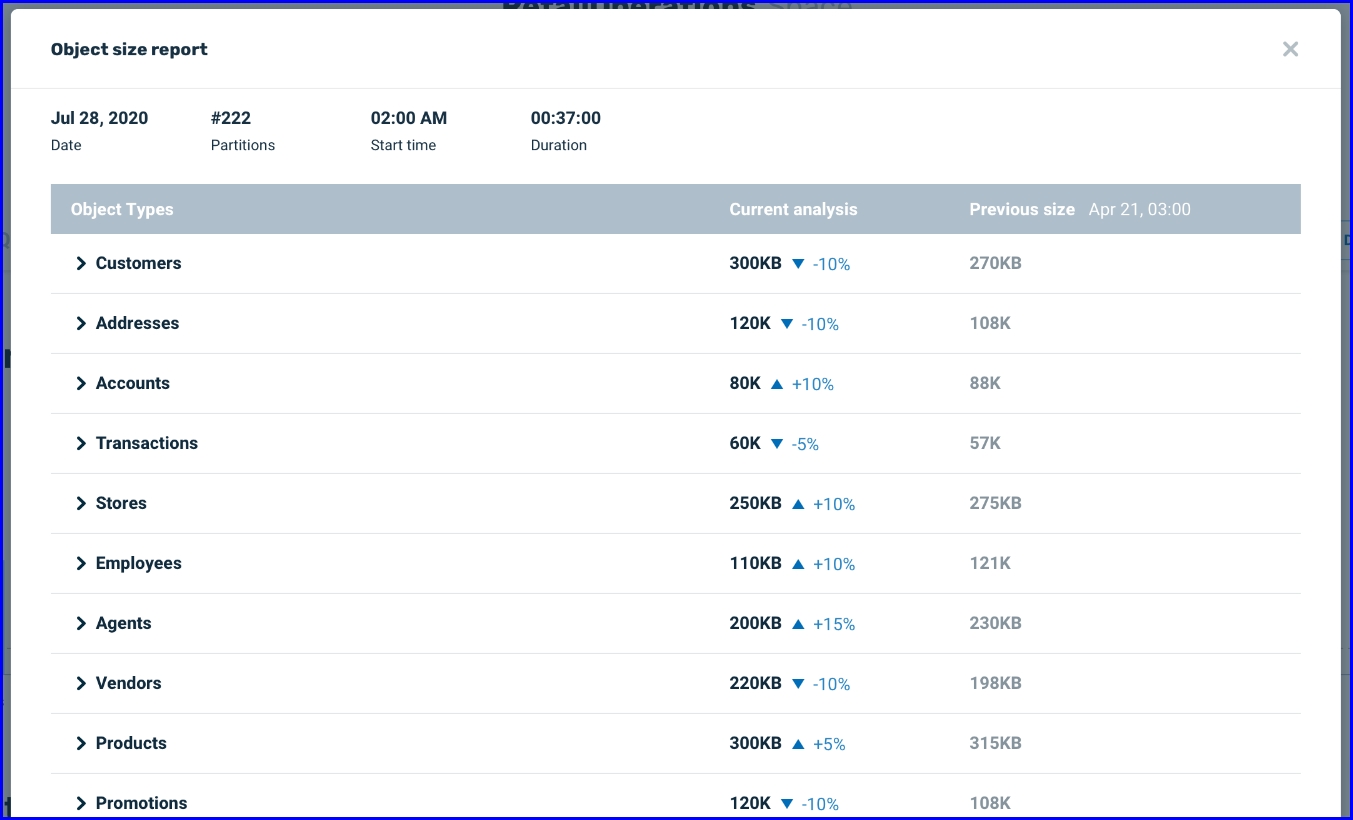 RetailOperations Space
Object size report
Jul 28, 2020 #222 02:00 AM 00:37:00
Date Partitions Start time Duration
Object Types Current analysis Previous size Apr 21, 03:00
Customers 300KB ▼ -10% 270KB
Addresses 120K ▼ -10% 108K
Accounts 80K ▲ +10% 88K
Transactions 60K ▼ -5% 57K
Stores 250KB ▲ +10% 275KB
Employees 110KB ▲ +10% 121K
Agents 200KB ▲ +15% 230KB
Vendors 220KB ▼ -10% 198KB
Products 300KB ▲ +5% 315KB
Promotions 120K ▼ -10% 108K